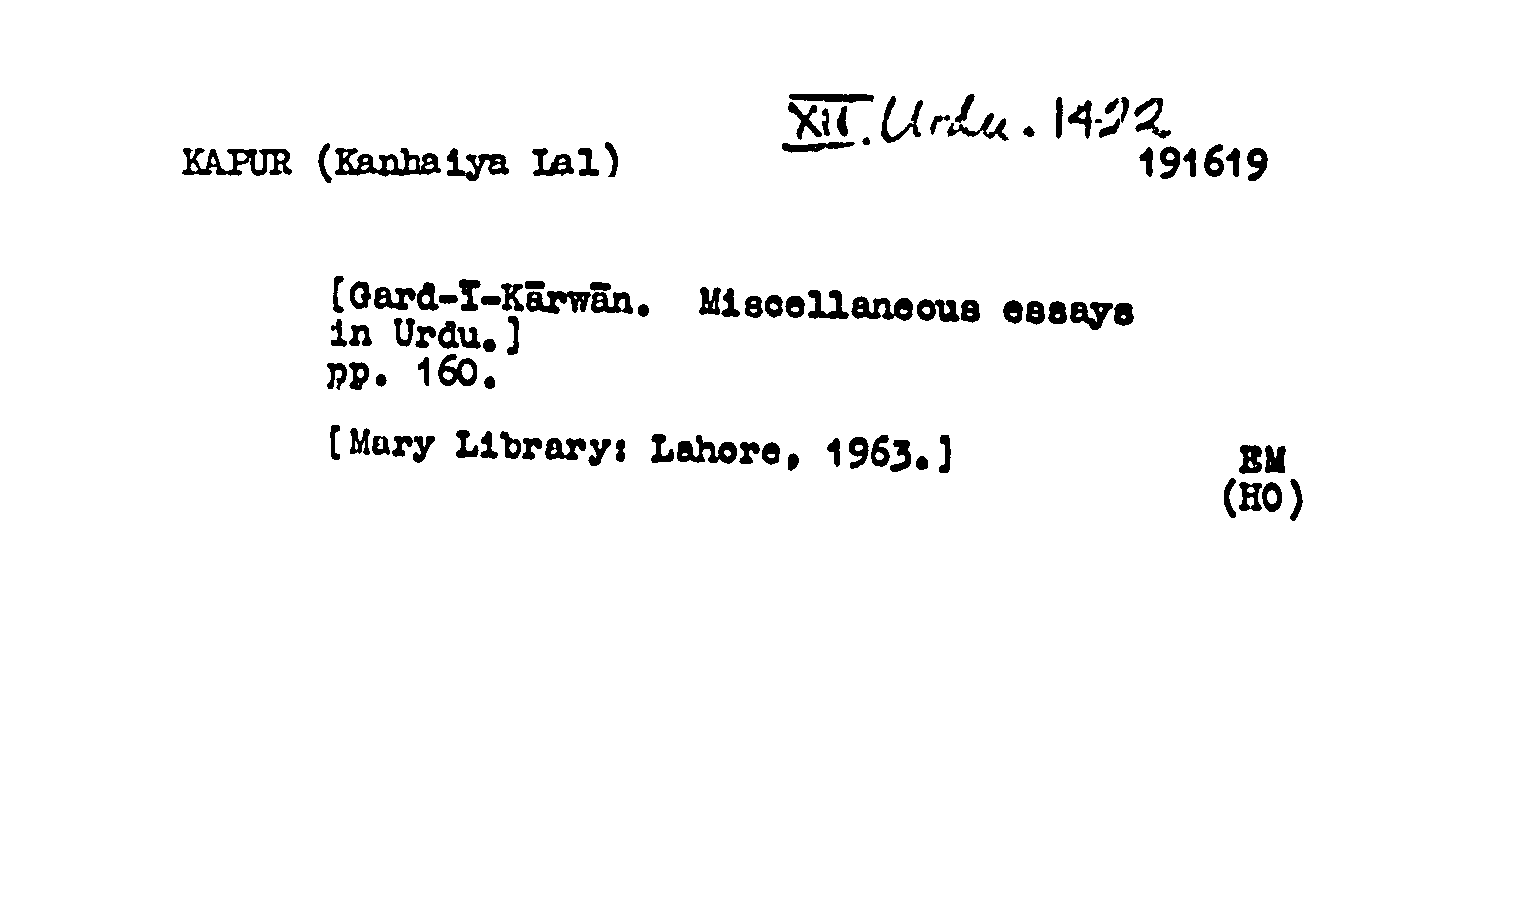 XII. Urdu. 1422
KAPUR (Kanhaiya Lal) 191619
[Gard-Ī-Kārwān. Miscellaneous essays
in Urdu.]
pp. 160.
[Mary Library: Lahore, 1963.]
EM
(HO)